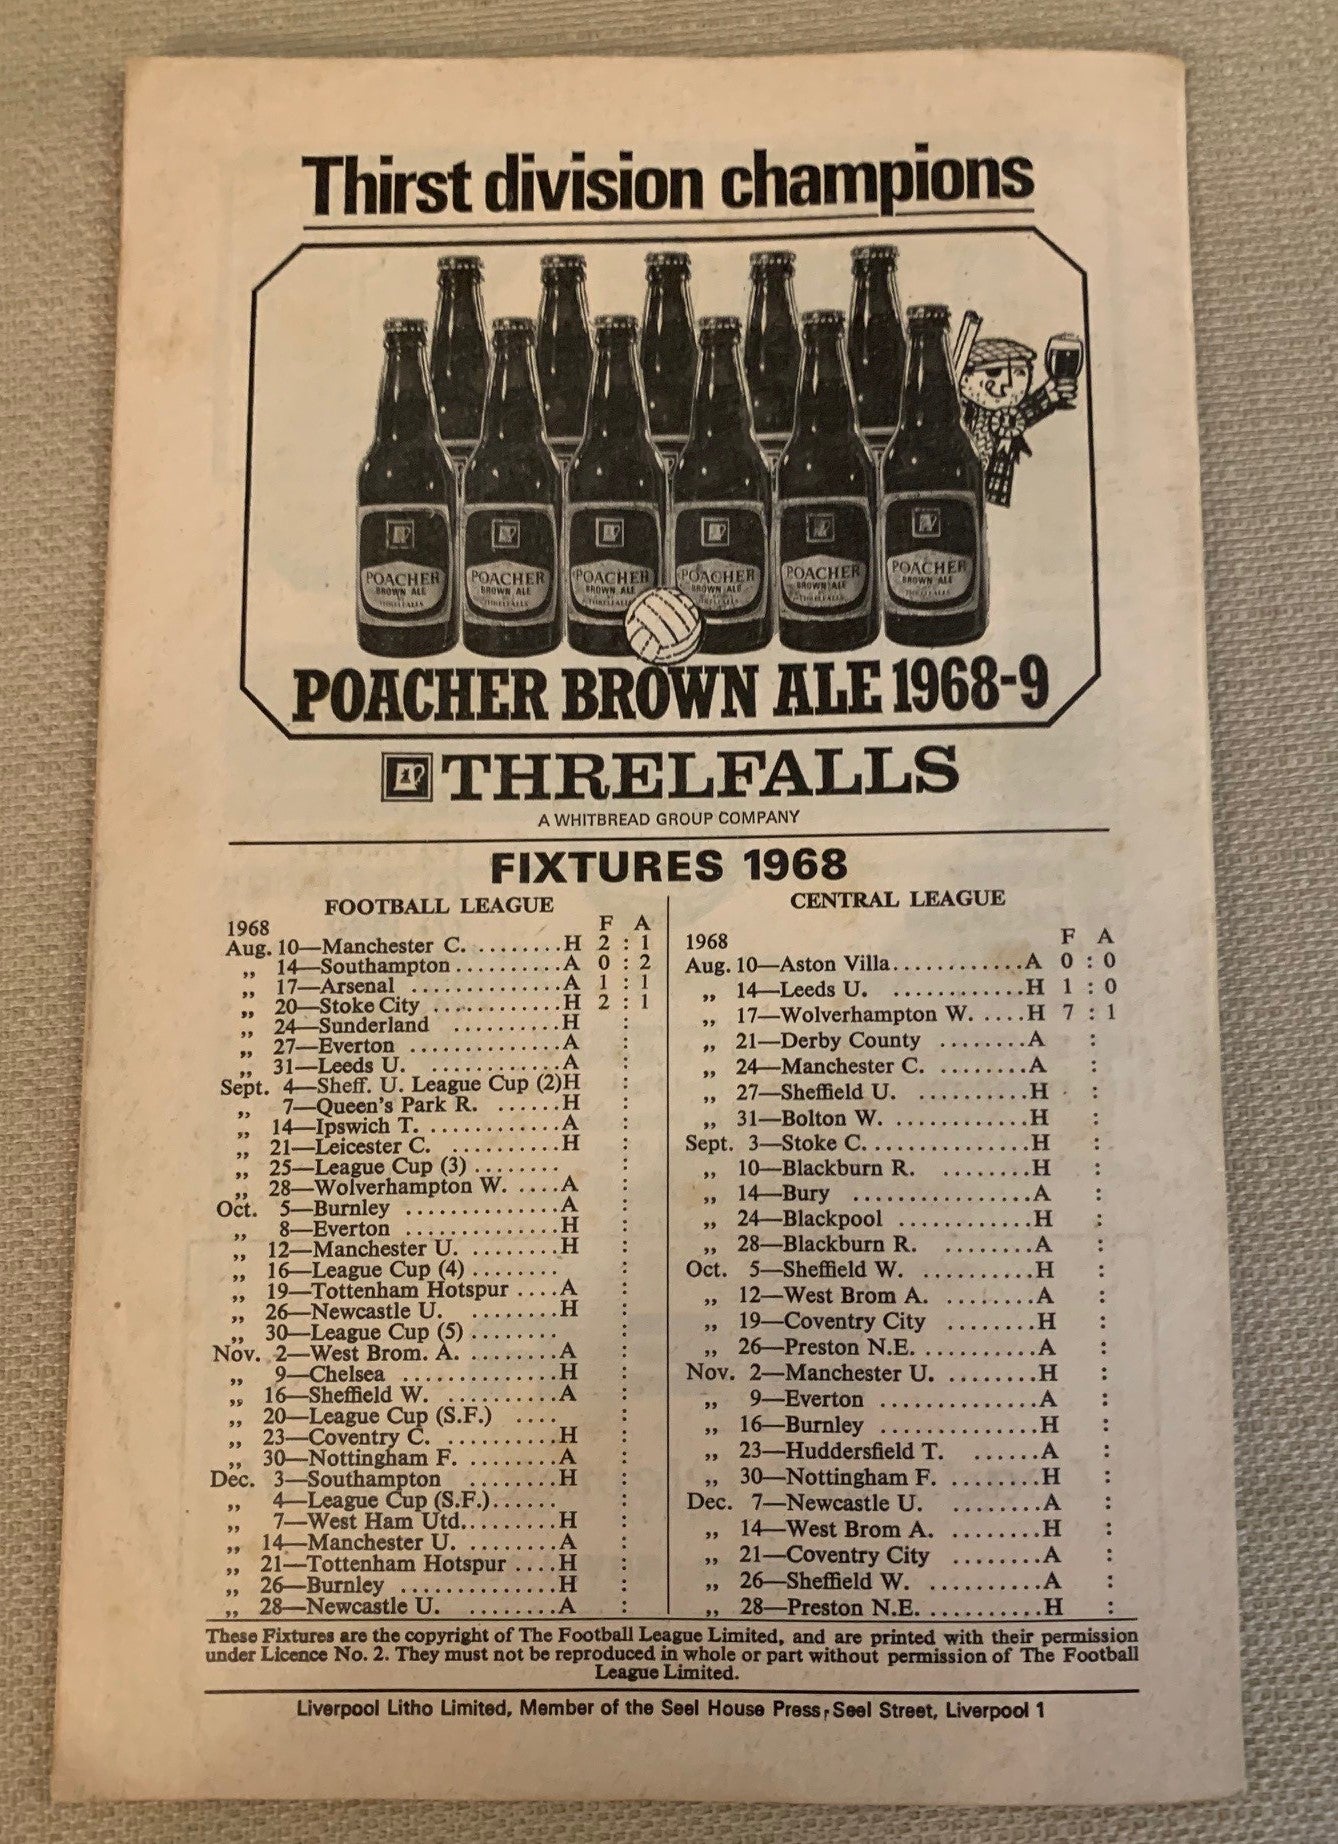 Thirst division champions
POACHER BROWN ALE THRELFALLS
POACHER BROWN ALE THRELFALLS
POACHER BROWN ALE THRELFALLS
POACHER BROWN ALE THRELFALLS
POACHER BROWN ALE THRELFALLS
POACHER BROWN ALE THRELFALLS
POACHER BROWN ALE 1968-9
THRELFALLS
A WHITBREAD GROUP COMPANY
FIXTURES 1968
FOOTBALL LEAGUE
1968 F A
Aug. 10—Manchester C. ........H 2 : 1
„ 14—Southampton..........A 0 : 2
„ 17—Arsenal ..............A 1 : 1
„ 20—Stoke City ............H 2 : 1
„ 24—Sunderland ..........H :
„ 27—Everton ..............A :
„ 31—Leeds U. ............A :
Sept. 4—Sheff. U. League Cup (2)H :
„ 7—Queen's Park R. ......H :
„ 14—Ipswich T. ............A :
„ 21—Leicester C. ..........H :
„ 25—League Cup (3) ........ :
„ 28—Wolverhampton W. ....A :
Oct. 5—Burnley ..............A :
„ 8—Everton ..............H :
„ 12—Manchester U. ........H :
„ 16—League Cup (4) ........ :
„ 19—Tottenham Hotspur ....A :
„ 26—Newcastle U. ........H :
„ 30—League Cup (5) ........ :
Nov. 2—West Brom. A. ........A :
„ 9—Chelsea ..............H :
„ 16—Sheffield W. ..........A :
„ 20—League Cup (S.F.) .... :
„ 23—Coventry C. ..........H :
„ 30—Nottingham F. ........A :
Dec. 3—Southampton ........H :
„ 4—League Cup (S.F.)...... :
„ 7—West Ham Utd.........H :
„ 14—Manchester U. ........A :
„ 21—Tottenham Hotspur ....H :
„ 26—Burnley ..............H :
„ 28—Newcastle U. ........A :
CENTRAL LEAGUE
1968 F A
Aug. 10—Aston Villa............A 0 : 0
„ 14—Leeds U. ............H 1 : 0
„ 17—Wolverhampton W. .....H 7 : 1
„ 21—Derby County ........A :
„ 24—Manchester C. ........A :
„ 27—Sheffield U. ..........H :
„ 31—Bolton W. ............H :
Sept. 3—Stoke C...............H :
„ 10—Blackburn R. ........H :
„ 14—Bury ................A :
„ 24—Blackpool ............H :
„ 28—Blackburn R. ........A :
Oct. 5—Sheffield W. ..........H :
„ 12—West Brom A. ........A :
„ 19—Coventry City ........H :
„ 26—Preston N.E. ..........A :
Nov. 2—Manchester U. ........H :
„ 9—Everton ..............A :
„ 16—Burnley ..............H :
„ 23—Huddersfield T. ......A :
„ 30—Nottingham F. ........H :
Dec. 7—Newcastle U. ........A :
„ 14—West Brom A. ........H :
„ 21—Coventry City ........A :
„ 26—Sheffield W. ..........A :
„ 28—Preston N.E. ..........H :
These Fixtures are the copyright of The Football League Limited, and are printed with their permission
under Licence No. 2. They must not be reproduced in whole or part without permission of The Football
League Limited.
Liverpool Litho Limited, Member of the Seel House Press, Seel Street, Liverpool 1